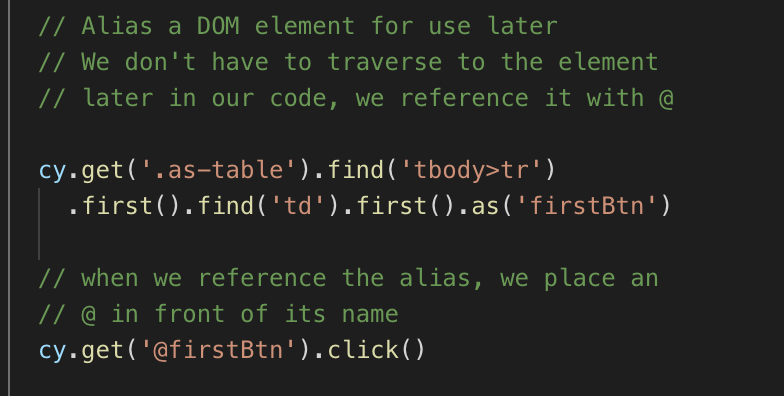 // Alias a DOM element for use later
// We don't have to traverse to the element
// later in our code, we reference it with @
cy.get('.as-table').find('tbody>tr')
.first().find('td').first().as('firstBtn')
// when we reference the alias, we place an
// @ in front of its name
cy.get('@firstBtn').click()